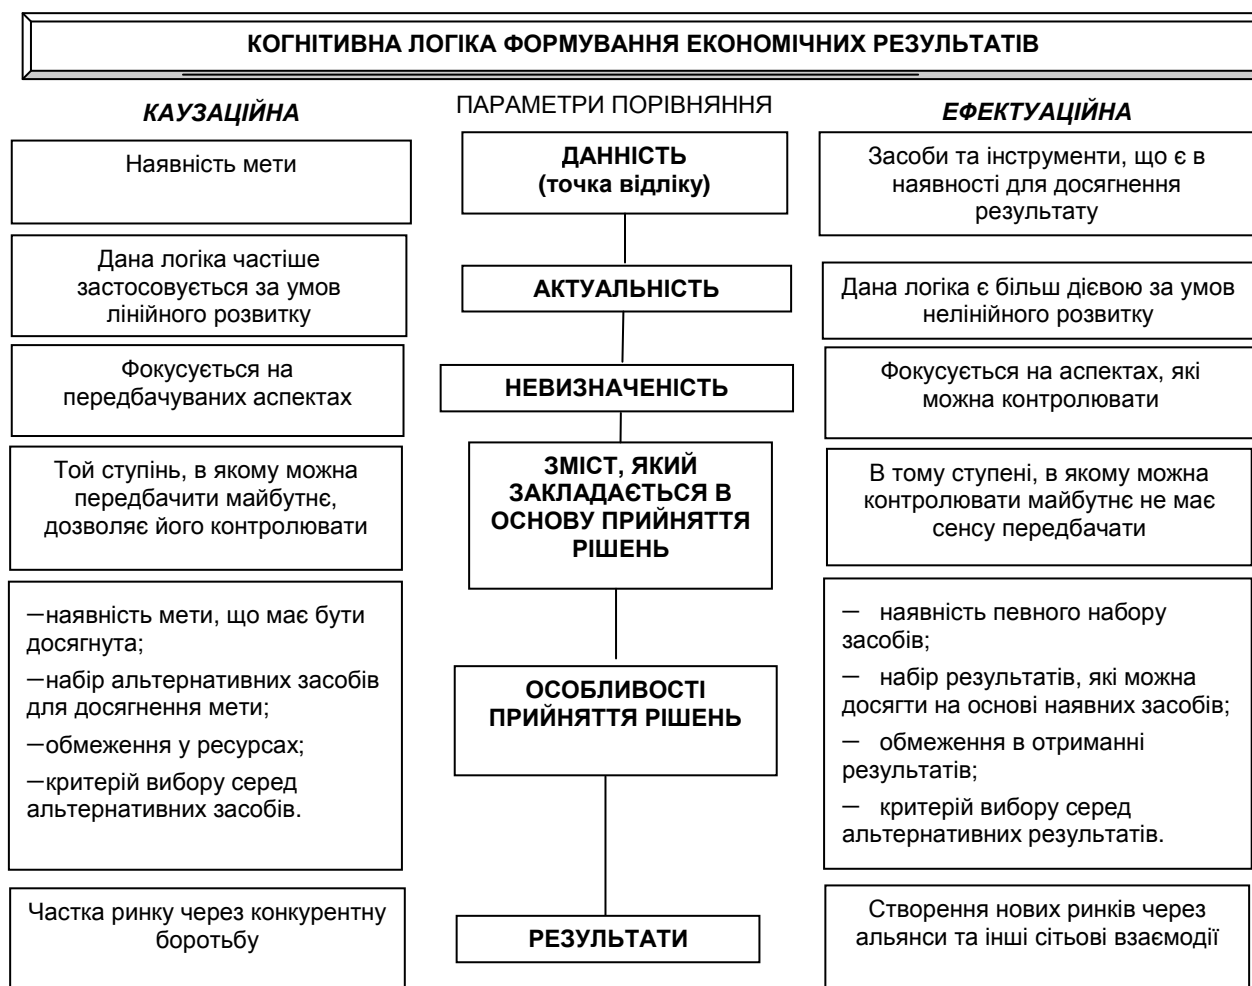 КОГНІТИВНА ЛОГІКА ФОРМУВАННЯ ЕКОНОМІЧНИХ РЕЗУЛЬТАТІВ
КАУЗАЦІЙНА
ПАРАМЕТРИ ПОРІВНЯННЯ
ЕФЕКТУАЦІЙНА
Наявність мети
ДАННІСТЬ
(точка відліку)
Засоби та інструменти, що є в
наявності для досягнення
результату
Дана логіка частіше
застосовується за умов
лінійного розвитку
АКТУАЛЬНІСТЬ
Дана логіка є більш дієвою за умов
нелінійного розвитку
Фокусується на
передбачуваних аспектах
НЕВИЗНАЧЕНІСТЬ
Фокусується на аспектах, які
можна контролювати
Той ступінь, в якому можна
передбачити майбутнє,
дозволяє його контролювати
ЗМІСТ, ЯКИЙ
ЗАКЛАДАЄТЬСЯ В
ОСНОВУ ПРИЙНЯТТЯ
РІШЕНЬ
В тому ступені, в якому можна
контролювати майбутнє не має
сенсу передбачати
—наявність мети, що має бути
досягнута;
—набір альтернативних засобів
для досягнення мети;
—обмеження у ресурсах;
—критерій вибору серед
альтернативних засобів.
ОСОБЛИВОСТІ
ПРИЙНЯТТЯ РІШЕНЬ
— наявність певного набору
засобів;
— набір результатів, які можна
досягти на основі наявних засобів;
— обмеження в отриманні
результатів;
— критерій вибору серед
альтернативних результатів.
Частка ринку через конкурентну
боротьбу
РЕЗУЛЬТАТИ
Створення нових ринків через
альянси та інші сітьові взаємодії